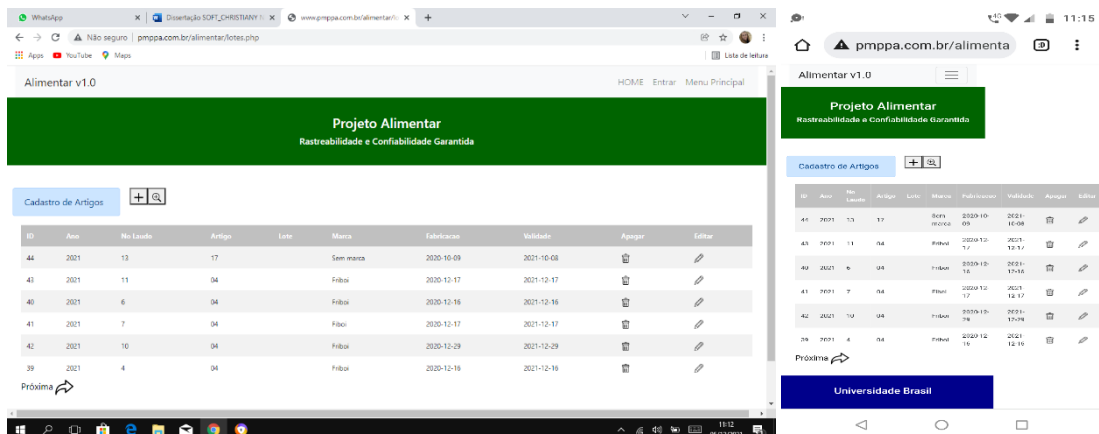 WhatsApp
Dissertação SOFT_CHRISTIANY
www.pmppa.com.br/alimentar/lo
Não seguro | pmppa.com.br/alimentar/lotes.php
Apps YouTube Maps
Lista de leitura
Alimentar v1.0
HOME Entrar Menu Principal
Projeto Alimentar
Rastreabilidade e Confiabilidade Garantida
Cadastro de Artigos
ID Ano No Laudo Artigo Lote Marca Fabricacao Validade Apagar Editar
44 2021 13 17 Sem marca 2020-10-09 2021-10-08
43 2021 11 04 Friboi 2020-12-17 2021-12-17
40 2021 6 04 Friboi 2020-12-16 2021-12-16
41 2021 7 04 Fiboi 2020-12-17 2021-12-17
42 2021 10 04 Friboi 2020-12-29 2021-12-29
39 2021 4 04 Friboi 2020-12-16 2021-12-16
Próxima
11:12
4G 11:15
pmppa.com.br/alimenta
Alimentar v1.0
Projeto Alimentar
Rastreabilidade e Confiabilidade Garantida
Cadastro de Artigos
ID Ano No Laudo Artigo Lote Marca Fabricacao Validade Apagar Editar
44 2021 13 17 Sem marca 2020-10-09 2021-10-08
43 2021 11 04 Friboi 2020-12-17 2021-12-17
40 2021 6 04 Friboi 2020-12-16 2021-12-16
41 2021 7 04 Fiboi 2020-12-17 2021-12-17
42 2021 10 04 Friboi 2020-12-29 2021-12-29
39 2021 4 04 Friboi 2020-12-16 2021-12-16
Próxima
Universidade Brasil